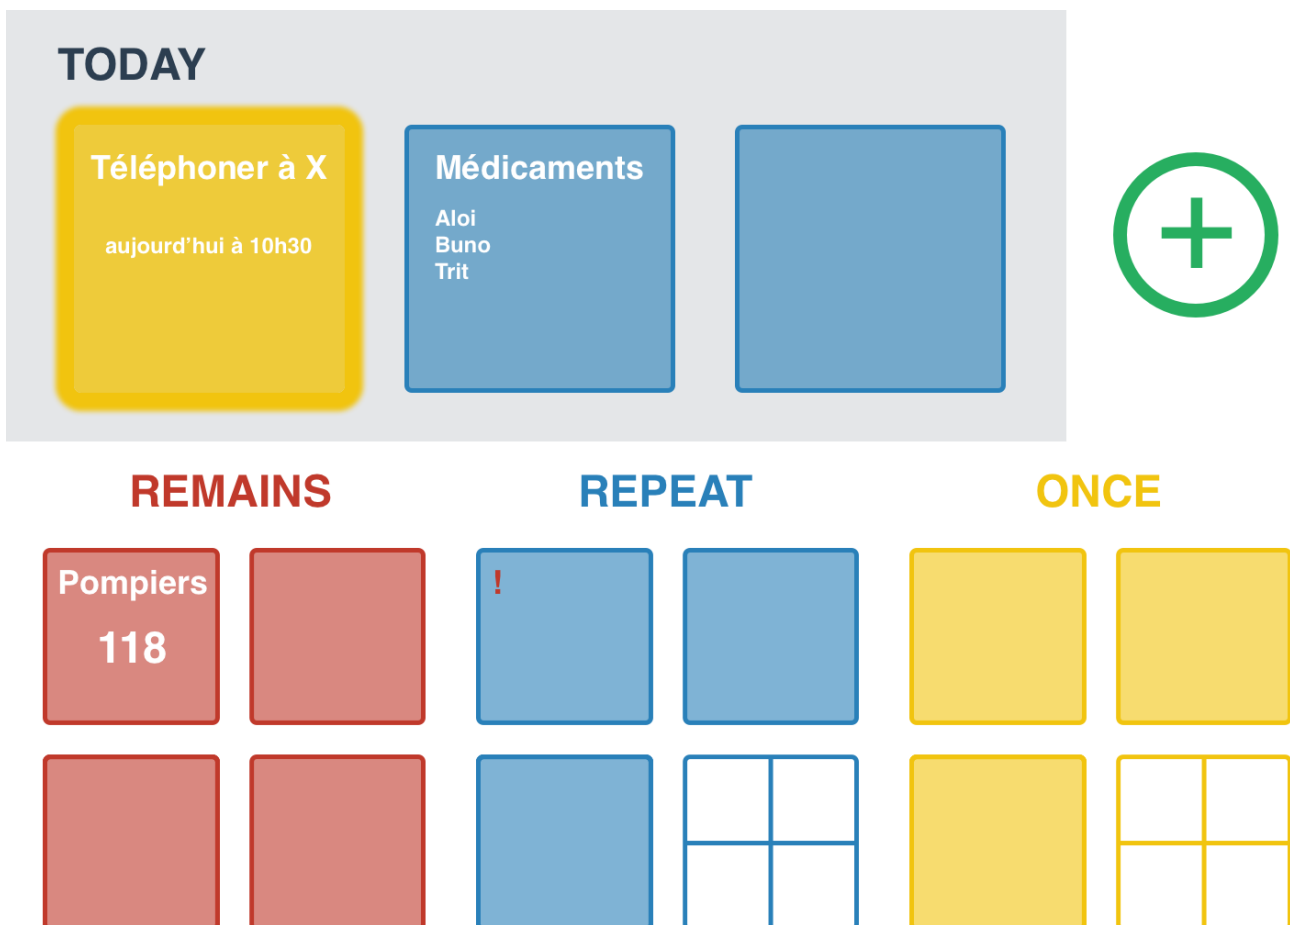 TODAY
Téléphoner à X
aujourd’hui à 10h30
Médicaments
Aloi
Buno
Trit
+
REMAINS
REPEAT
ONCE
Pompiers
118
!